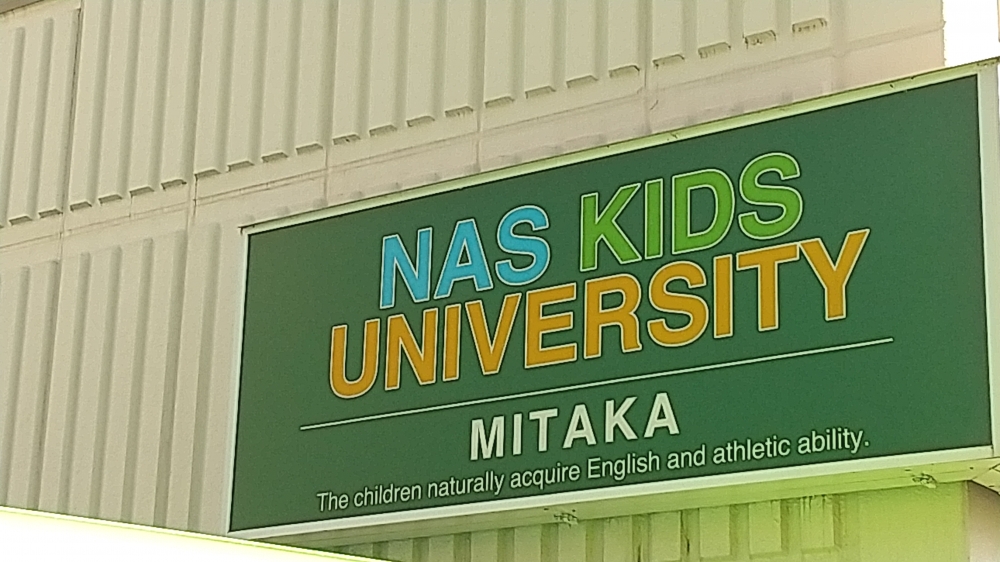 NAS KIDS
UNIVERSITY
MITAKA
The children naturally acquire English and athletic ability.